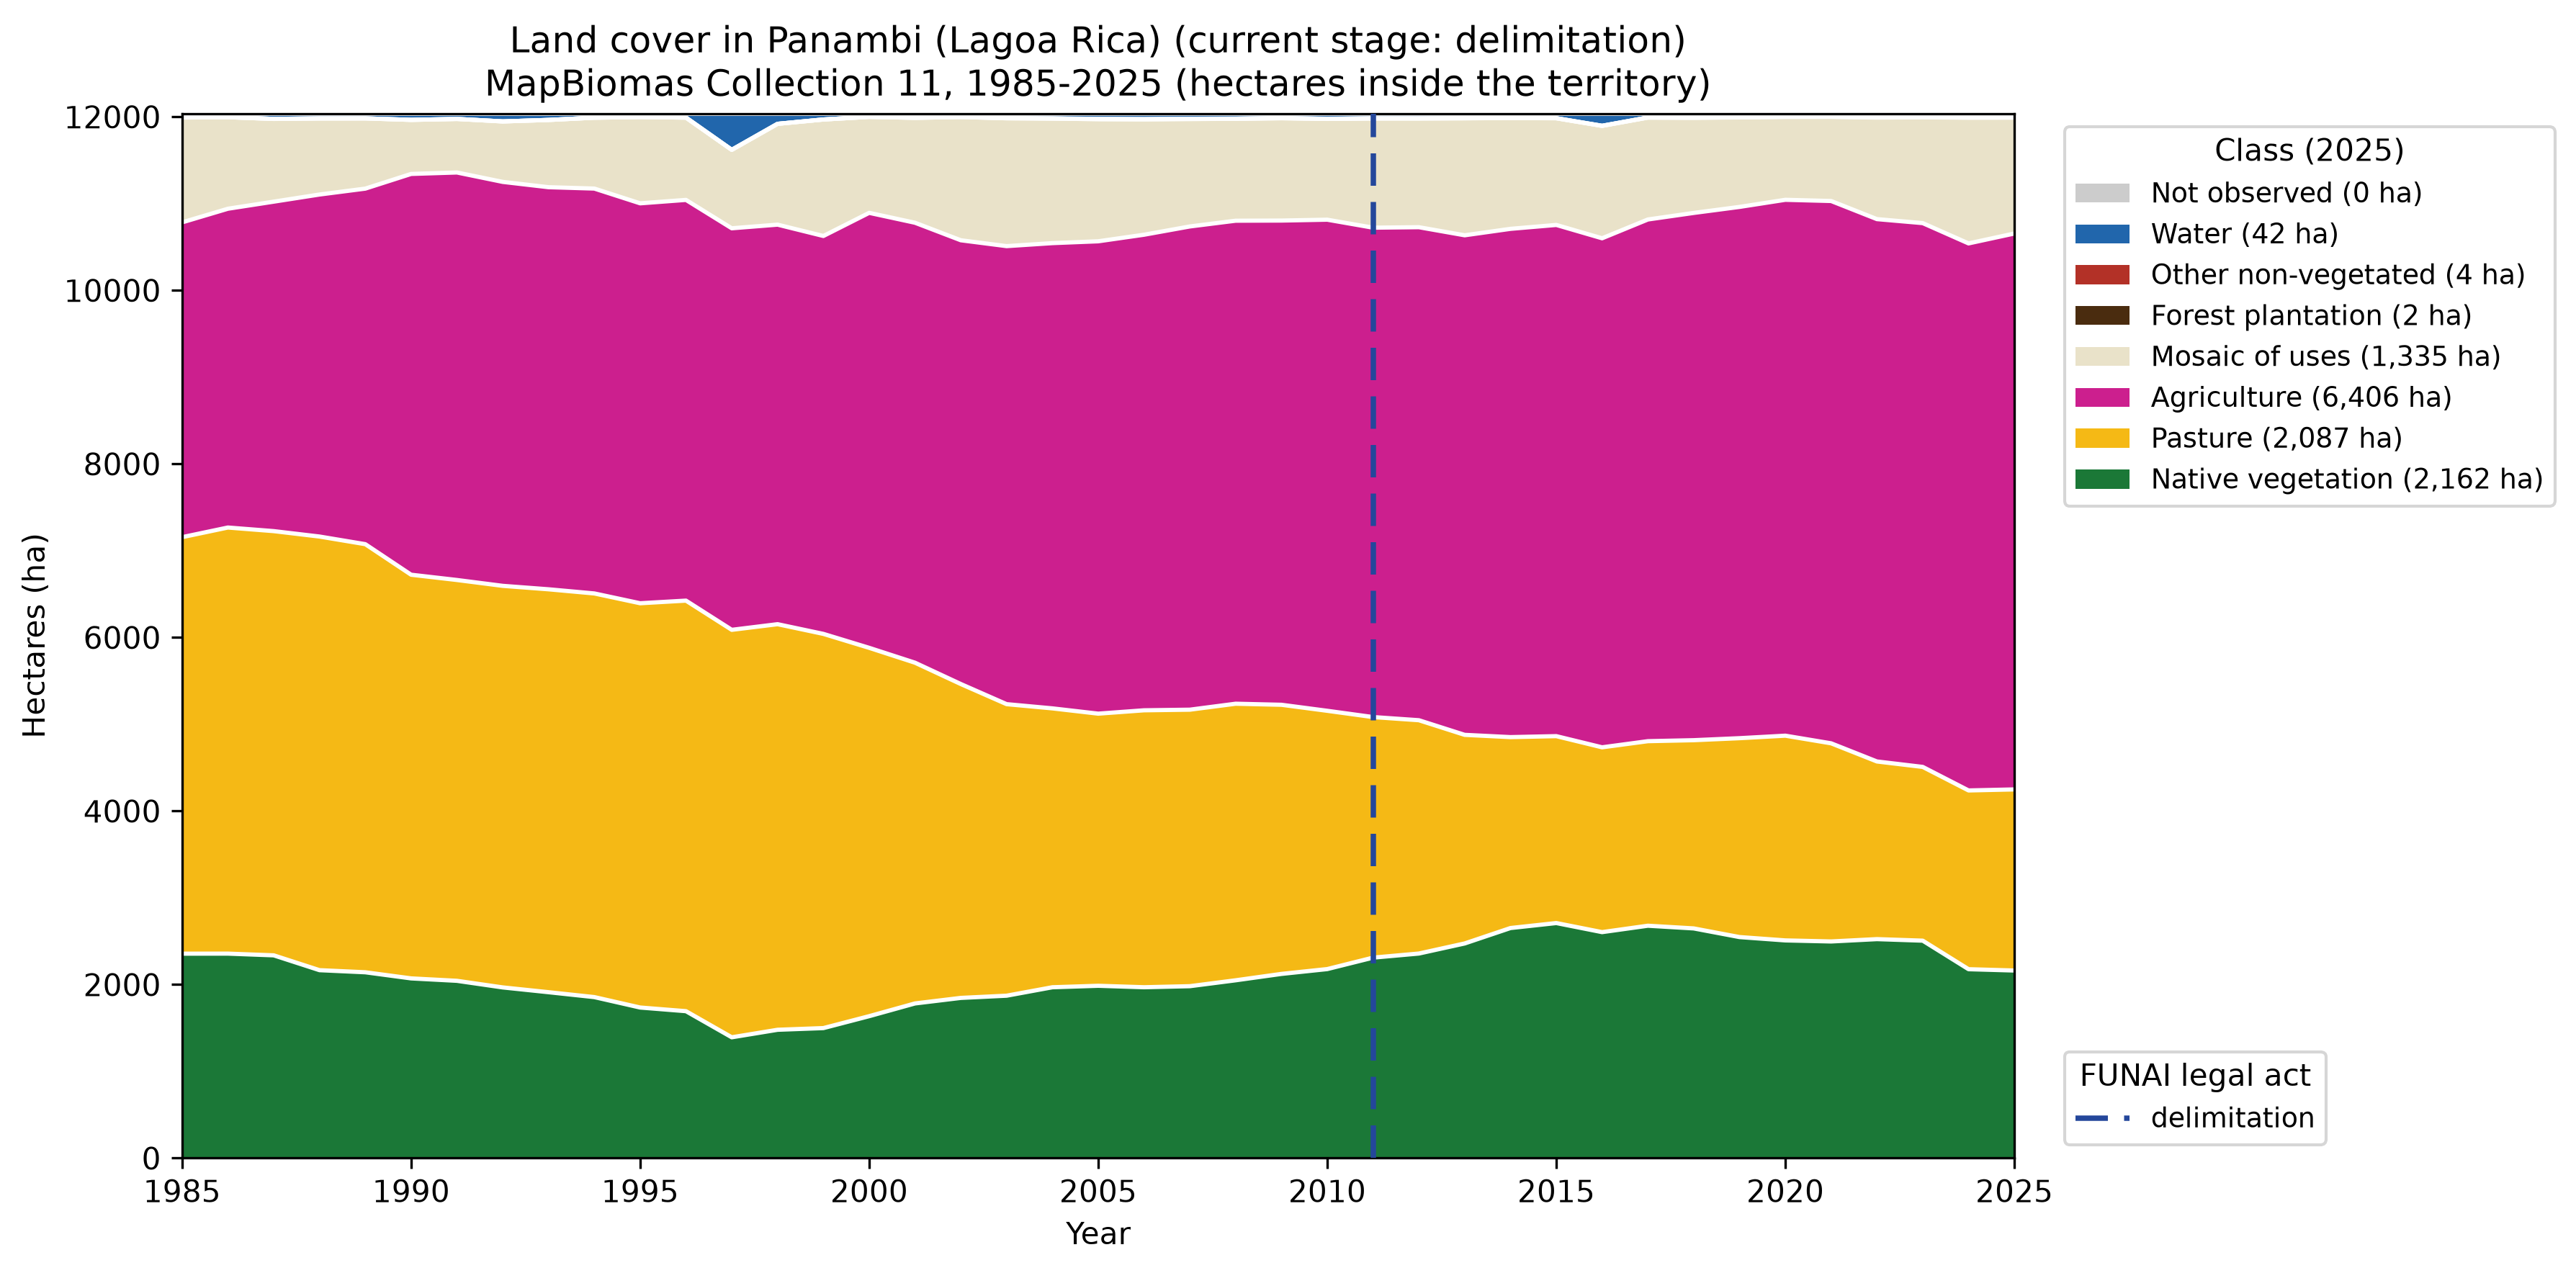 Land cover in Panambi (Lagoa Rica) (current stage: delimitation)
MapBiomas Collection 11, 1985-2025 (hectares inside the territory)
Hectares (ha)
12000
10000
8000
6000
4000
2000
0
1985 1990 1995 2000 2005 2010 2015 2020 2025
Year
Class (2025)
Not observed (0 ha)
Water (42 ha)
Other non-vegetated (4 ha)
Forest plantation (2 ha)
Mosaic of uses (1,335 ha)
Agriculture (6,406 ha)
Pasture (2,087 ha)
Native vegetation (2,162 ha)
FUNAI legal act
delimitation